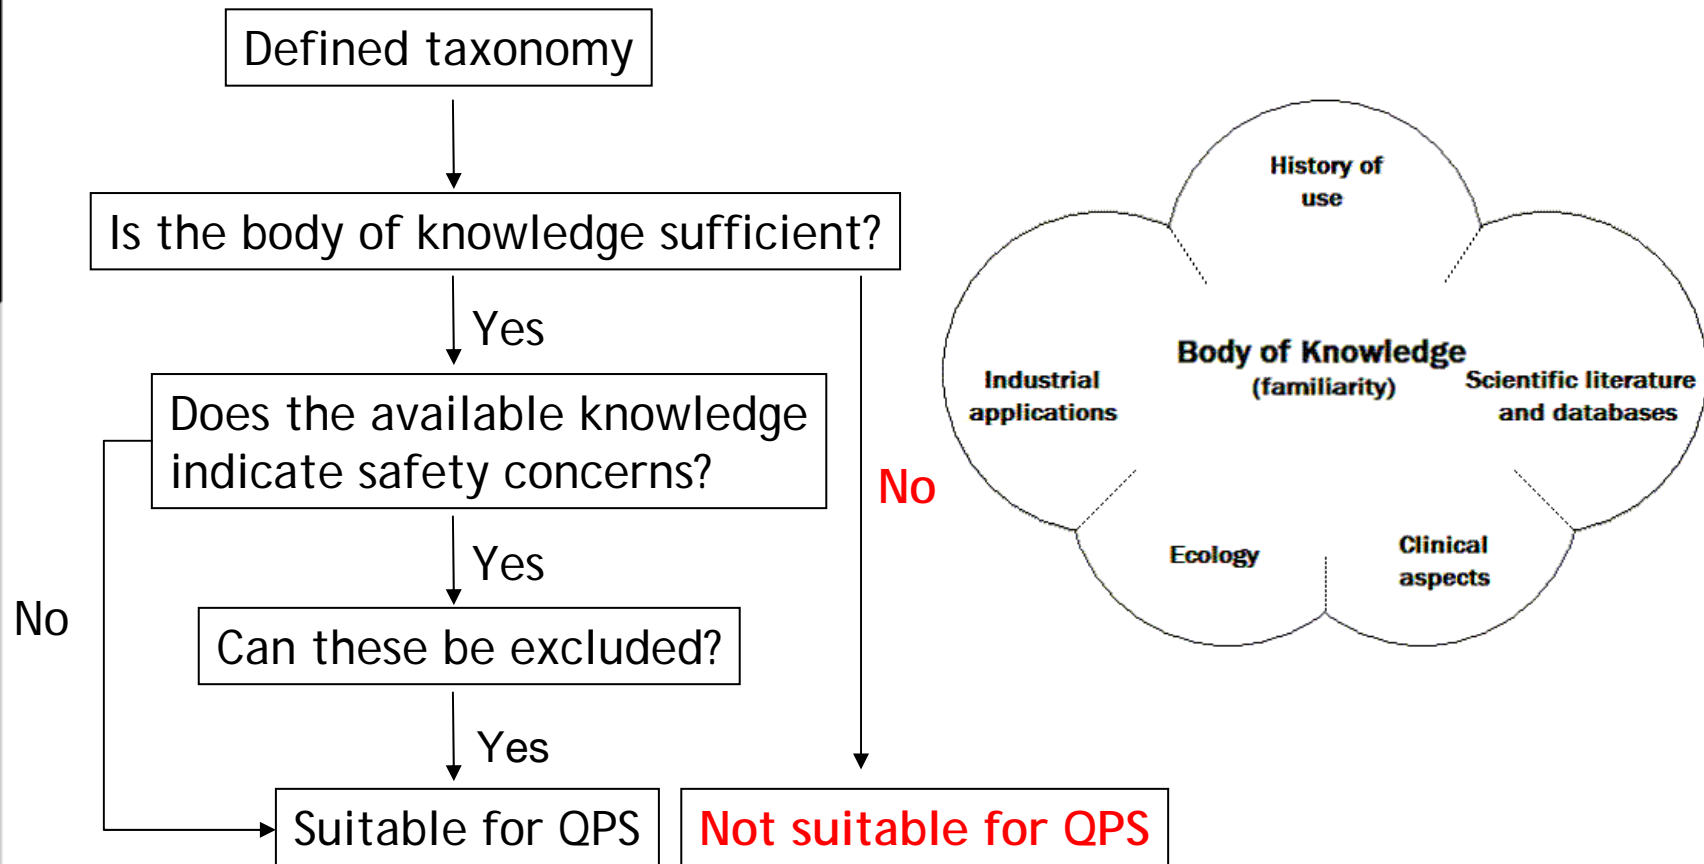 Defined taxonomy
Is the body of knowledge sufficient?
Yes
Does the available knowledge
indicate safety concerns?
No
Yes
No
Can these be excluded?
Yes
Suitable for QPS
Not suitable for QPS
History of
use
Body of Knowledge
(familiarity)
Industrial
applications
Scientific literature
and databases
Ecology
Clinical
aspects